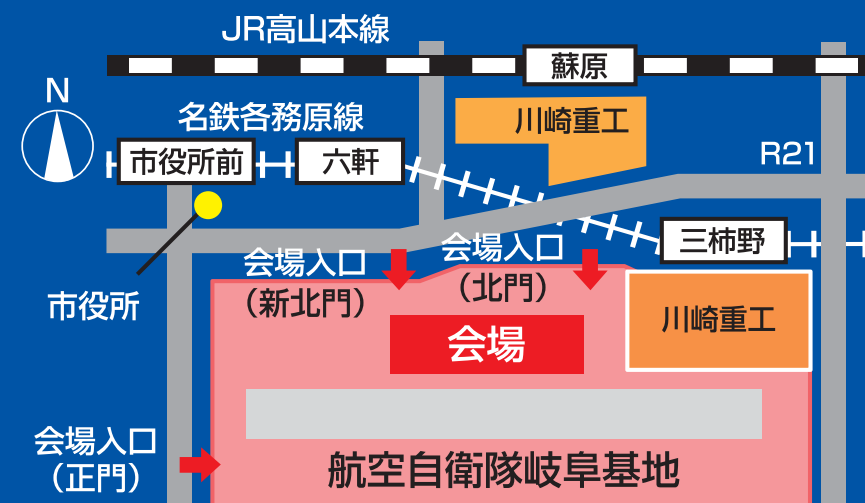 JR高山本線
蘇原
N
名鉄各務原線
川崎重工
市役所前
六軒
R21
三柿野
会場入口
(新北門)
会場入口
(北門)
市役所
川崎重工
会場
会場入口
(正門)
航空自衛隊岐阜基地